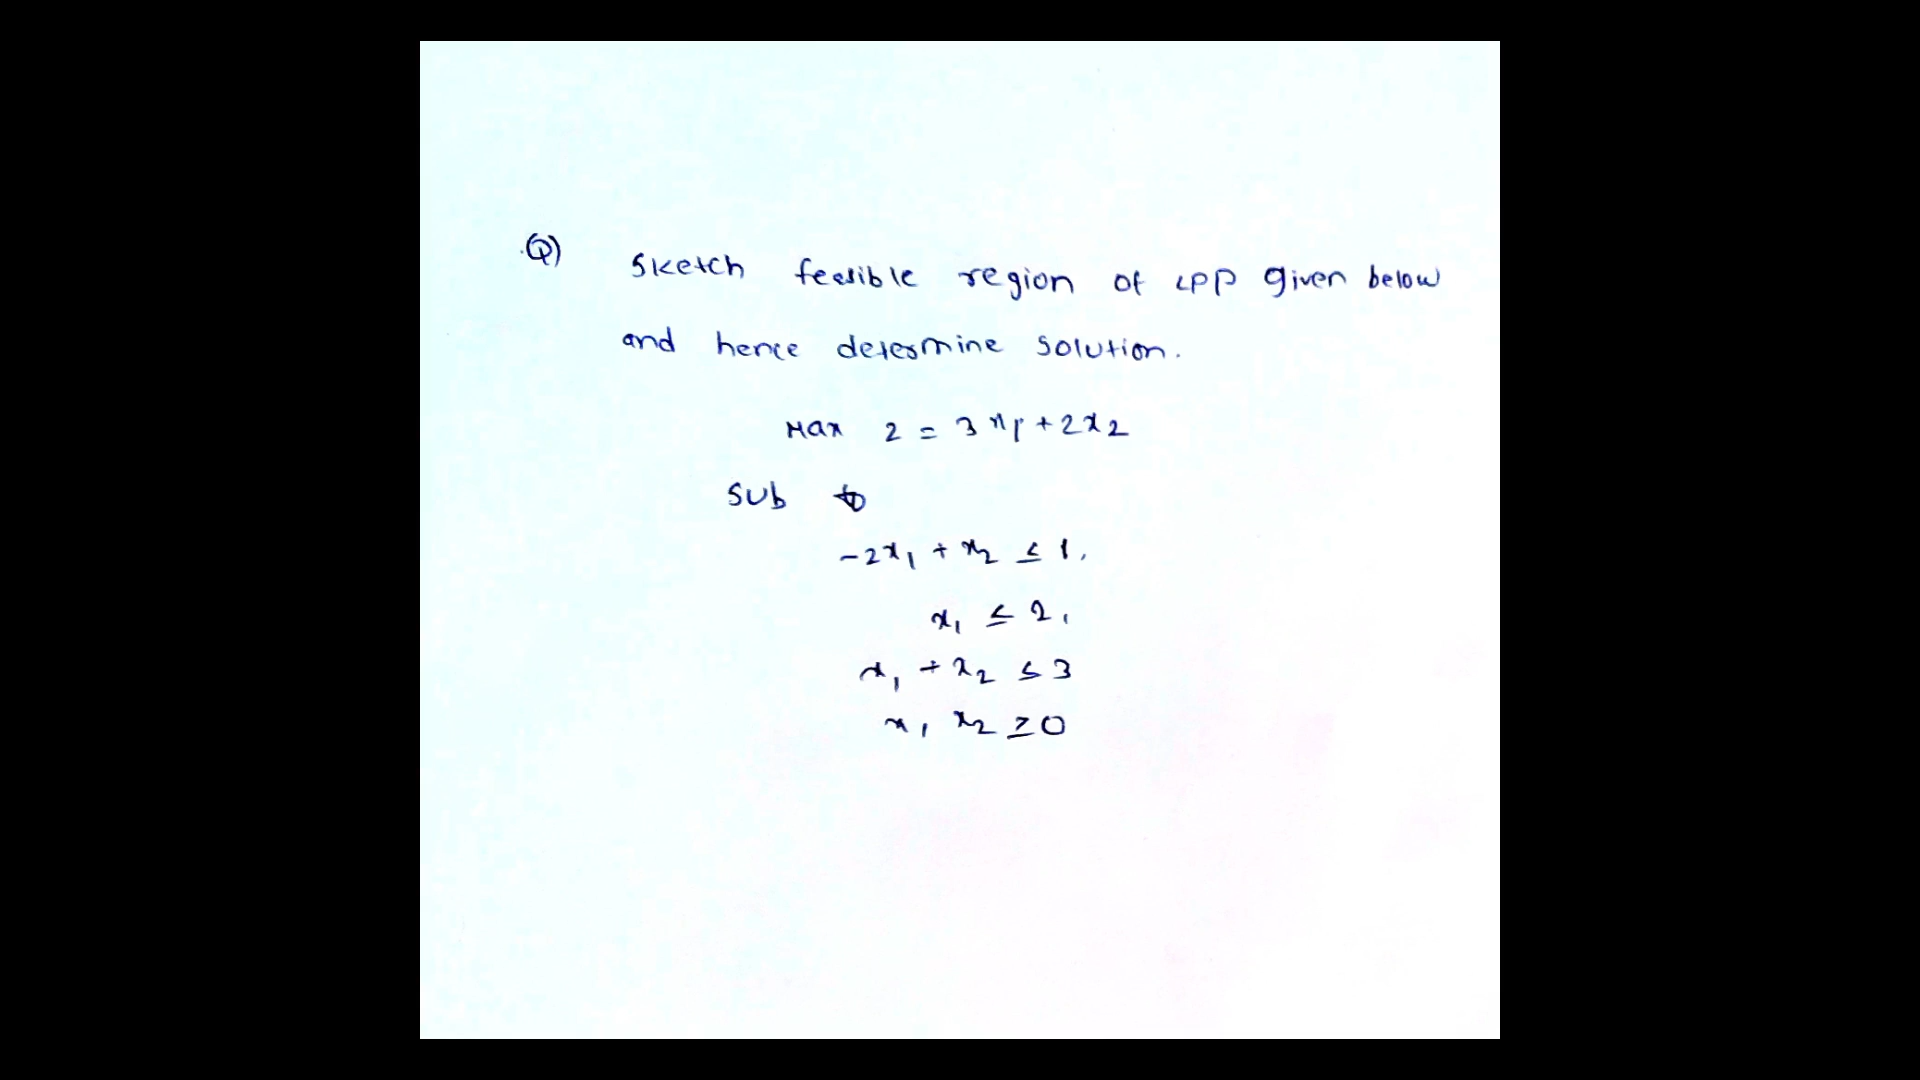 Q) Sketch feasible region of LPP given below
and hence determine solution.
Max z = 3x₁ + 2x₂
Sub to
-2x₁ + x₂ ≤ 1,
x₁ ≤ 2,
x₁ + x₂ ≤ 3
x₁ x₂ ≥ 0